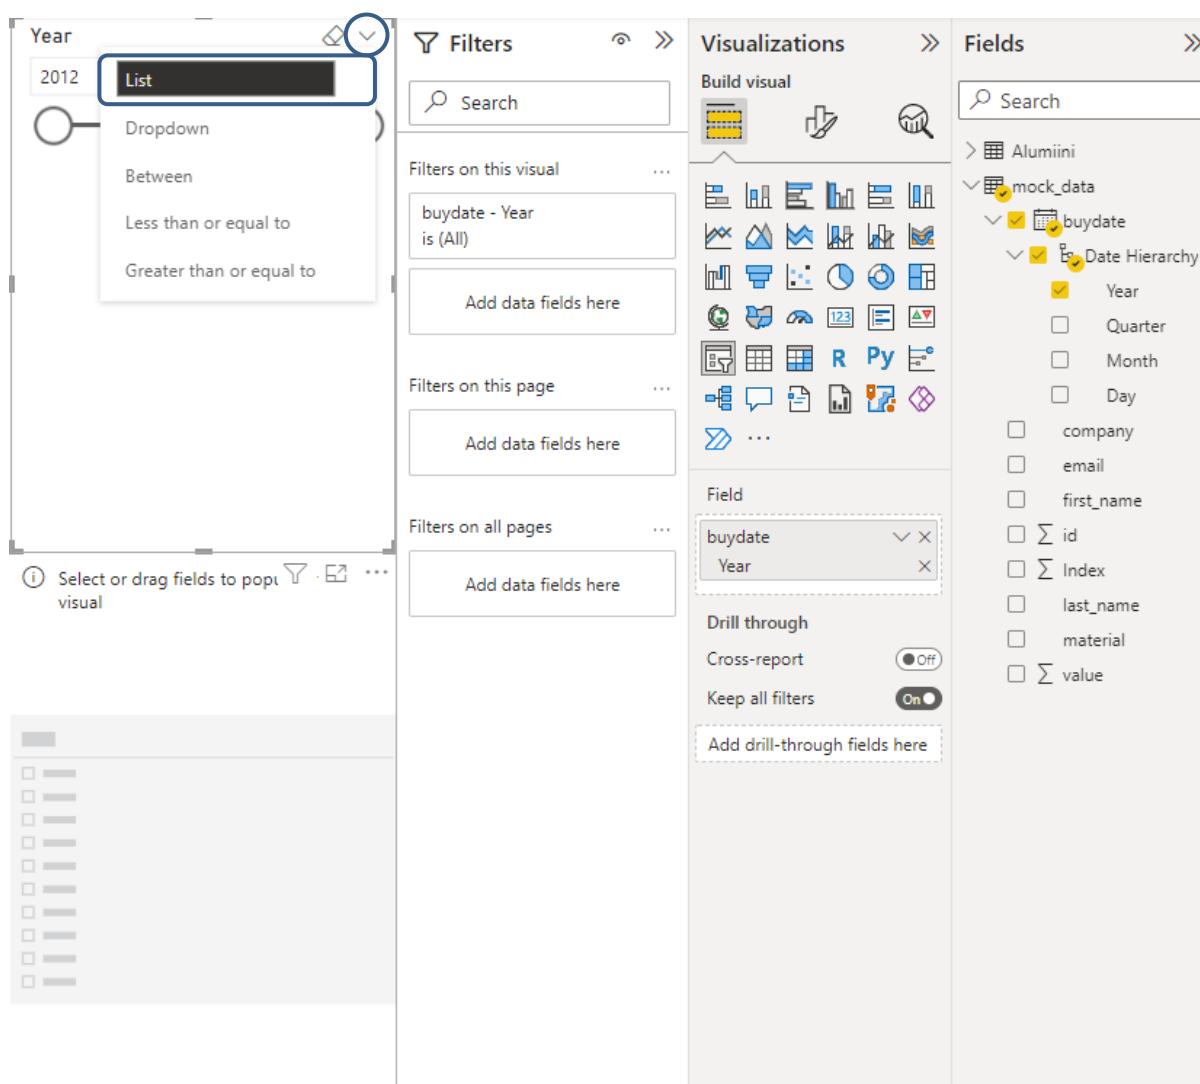 Year
2012
List
Dropdown
Between
Less than or equal to
Greater than or equal to
Select or drag fields to popu
visual
Filters
Search
Filters on this visual
buydate - Year
is (All)
Add data fields here
Filters on this page
Add data fields here
Filters on all pages
Add data fields here
Visualizations
Build visual
123
R
Py
Field
buydate
Year
Drill through
Cross-report
Off
Keep all filters
On
Add drill-through fields here
Fields
Search
Alumiini
mock_data
buydate
Date Hierarchy
Year
Quarter
Month
Day
company
email
first_name
∑ id
∑ Index
last_name
material
∑ value